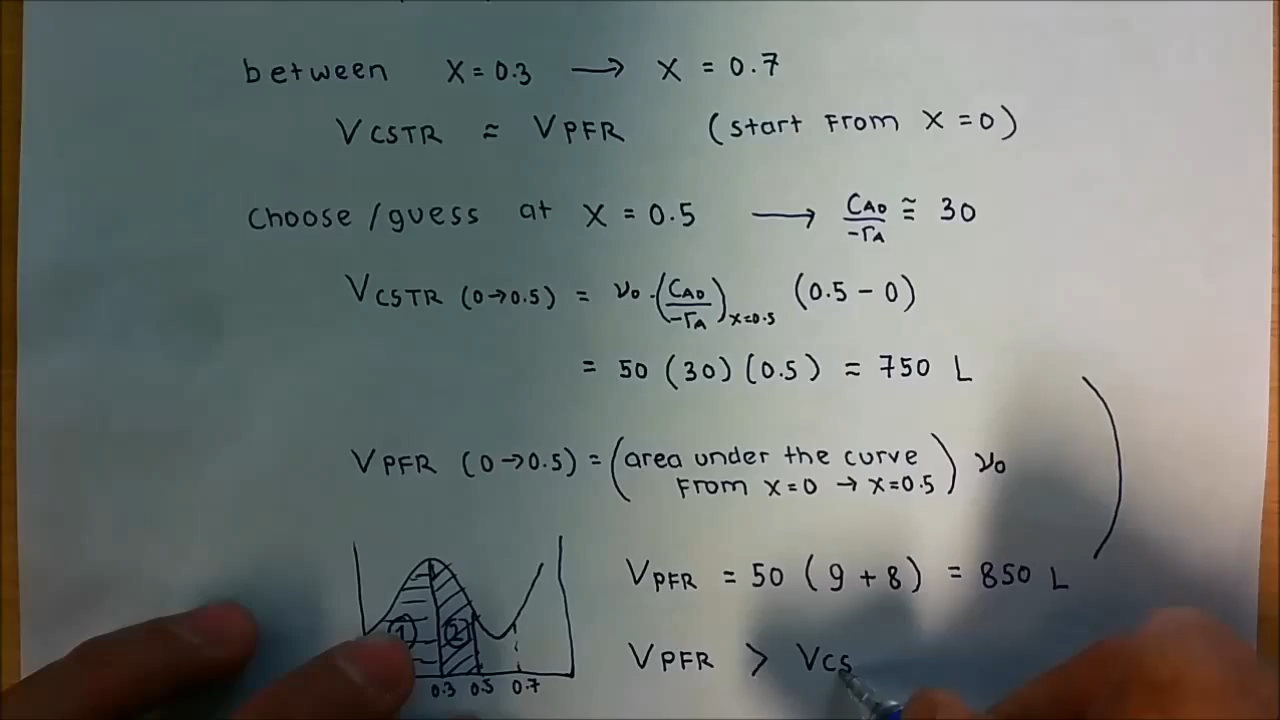 between X = 0.3 → X = 0.7
VCSTR ≈ VPFR (start from X = 0)
Choose/guess at X = 0.5 → CA0/-rA ≅ 30
VCSTR (0→0.5) = ν0 · (CA0/-rA)x=0.5 (0.5 - 0)
= 50 (30) (0.5) = 750 L
VPFR (0→0.5) = (area under the curve from x=0 → x=0.5) ν0
VPFR = 50 (9 + 8) = 850 L
① ②
VPFR > VCS
0.3 0.5 0.7